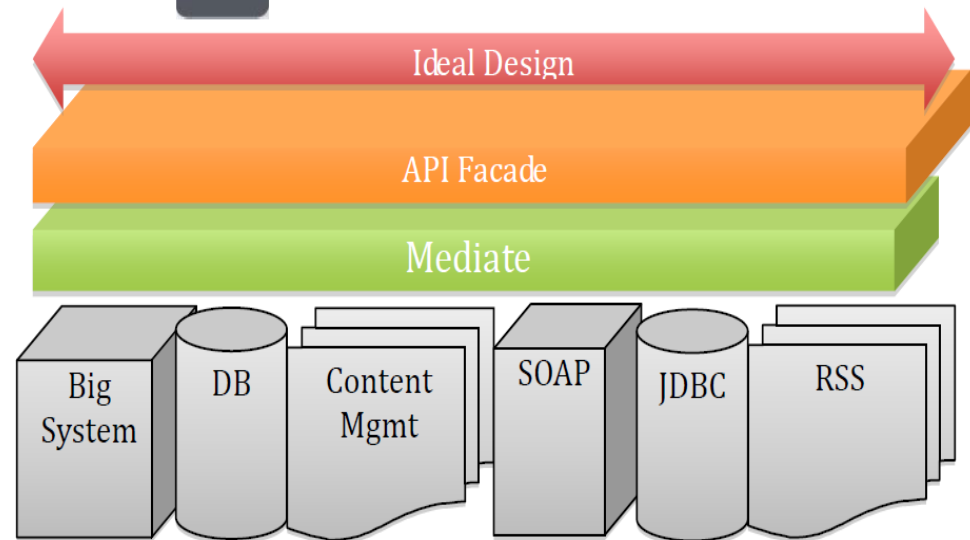 Ideal Design
API Facade
Mediate
Big
System
DB
Content
Mgmt
SOAP
JDBC
RSS